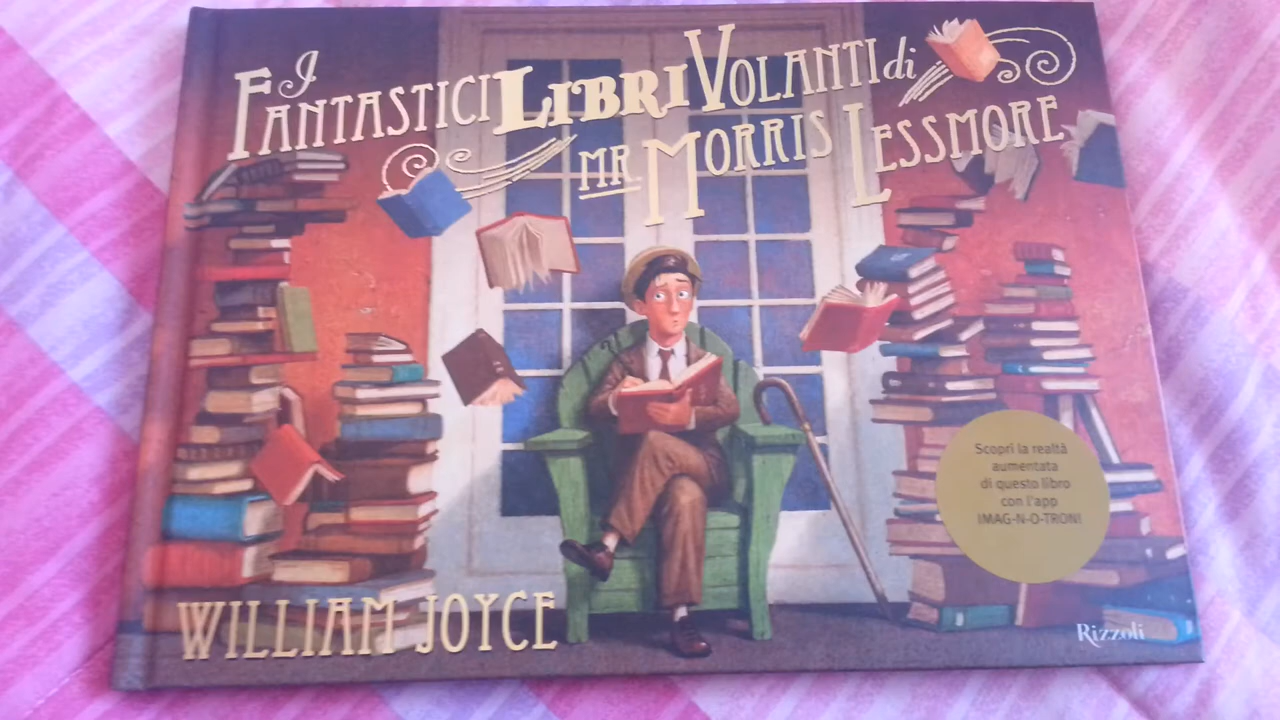 I
FANTASTICI LIBRI VOLANTI di
MR. MORRIS LESSMORE
Scopri la realtà
aumentata
di questo libro
con l'app
IMAG-N-O-TRON!
WILLIAM JOYCE
Rizzoli